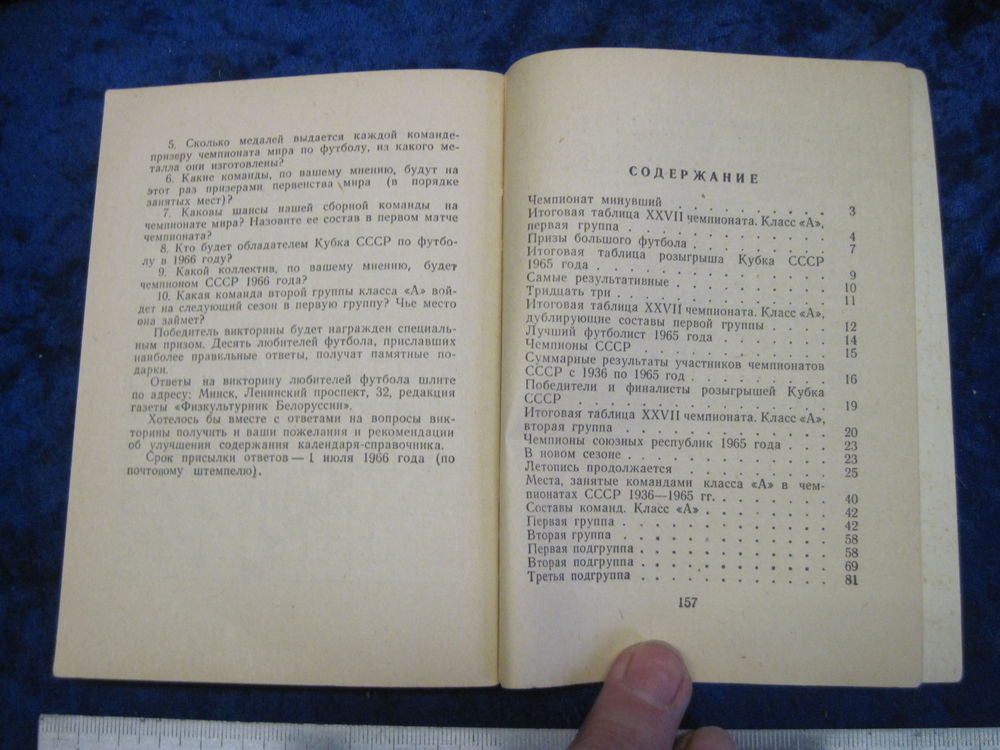 5. Сколько медалей выдается каждой команде-
призеру чемпионата мира по футболу, из какого ме-
талла они изготовлены?
6. Какие команды, по вашему мнению, будут на
этот раз призерами первенства мира (в порядке
занятых мест)?
7. Каковы шансы нашей сборной команды на
чемпионате мира? Назовите ее состав в первом матче
чемпионата?
8. Кто будет обладателем Кубка СССР по футбо-
лу в 1966 году?
9. Какой коллектив, по вашему мнению, будет
чемпионом СССР 1966 года?
10. Какая команда второй группы класса «А» вой-
дет на следующий сезон в первую группу? Чье место
она займет?
Победитель викторины будет награжден специаль-
ным призом. Десять любителей футбола, приславших
наиболее правильные ответы, получат памятные по-
дарки.
Ответы на викторину любителей футбола шлите
по адресу: Минск, Ленинский проспект, 32, редакция
газеты «Физкультурник Белоруссии».
Хотелось бы вместе с ответами на вопросы вик-
торины получить и ваши пожелания и рекомендации
об улучшении содержания календаря-справочника.
Срок присылки ответов — 1 июля 1966 года (по
почтовому штемпелю).
СОДЕРЖАНИЕ
Чемпионат минувший . . . . . . . . . 3
Итоговая таблица XXVII чемпионата. Класс «А»,
первая группа . . . . . . . . . . . 4
Призы большого футбола . . . . . . . . 7
Итоговая таблица розыгрыша Кубка СССР
1965 года . . . . . . . . . . . . 9
Самые результативные . . . . . . . . . 10
Тридцать три . . . . . . . . . . . 11
Итоговая таблица XXVII чемпионата. Класс «А»,
дублирующие составы первой группы . . . . 12
Лучший футболист 1965 года . . . . . . . 14
Чемпионы СССР . . . . . . . . . . . 15
Суммарные результаты участников чемпионатов
СССР с 1936 по 1965 год . . . . . . . . 16
Победители и финалисты розыгрышей Кубка
СССР . . . . . . . . . . . . . . 19
Итоговая таблица XXVII чемпионата. Класс «А»,
вторая группа . . . . . . . . . . . 20
Чемпионы союзных республик 1965 года . . . 23
В новом сезоне . . . . . . . . . . . 23
Летопись продолжается . . . . . . . . . 25
Места, занятые командами класса «А» в чем-
пионатах СССР 1936—1965 гг. . . . . . . . 40
Составы команд. Класс «А» . . . . . . . . 42
Первая группа . . . . . . . . . . . 42
Вторая группа . . . . . . . . . . . 58
Первая подгруппа . . . . . . . . . . 58
Вторая подгруппа . . . . . . . . . . 69
Третья подгруппа . . . . . . . . . . 81
157